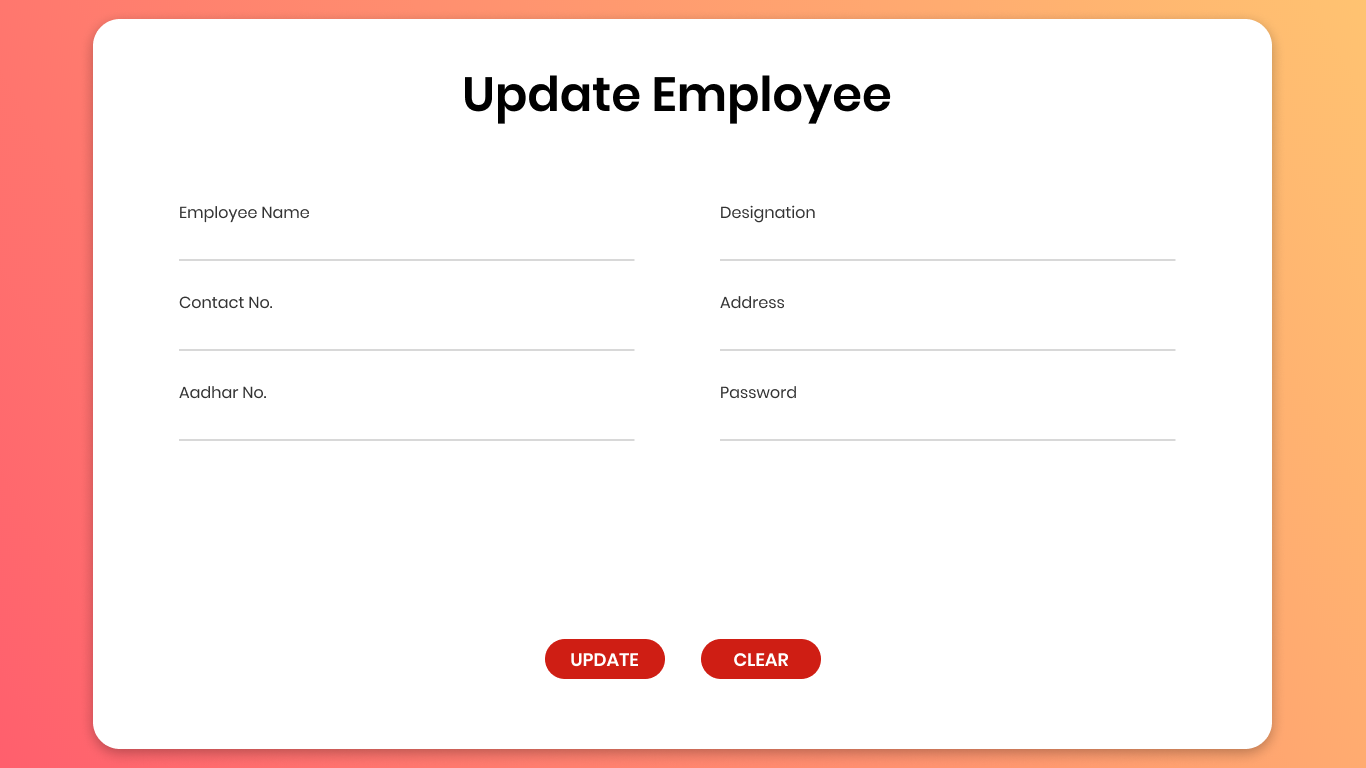 Update Employee
Employee Name
Designation
Contact No.
Address
Aadhar No.
Password
UPDATE
CLEAR